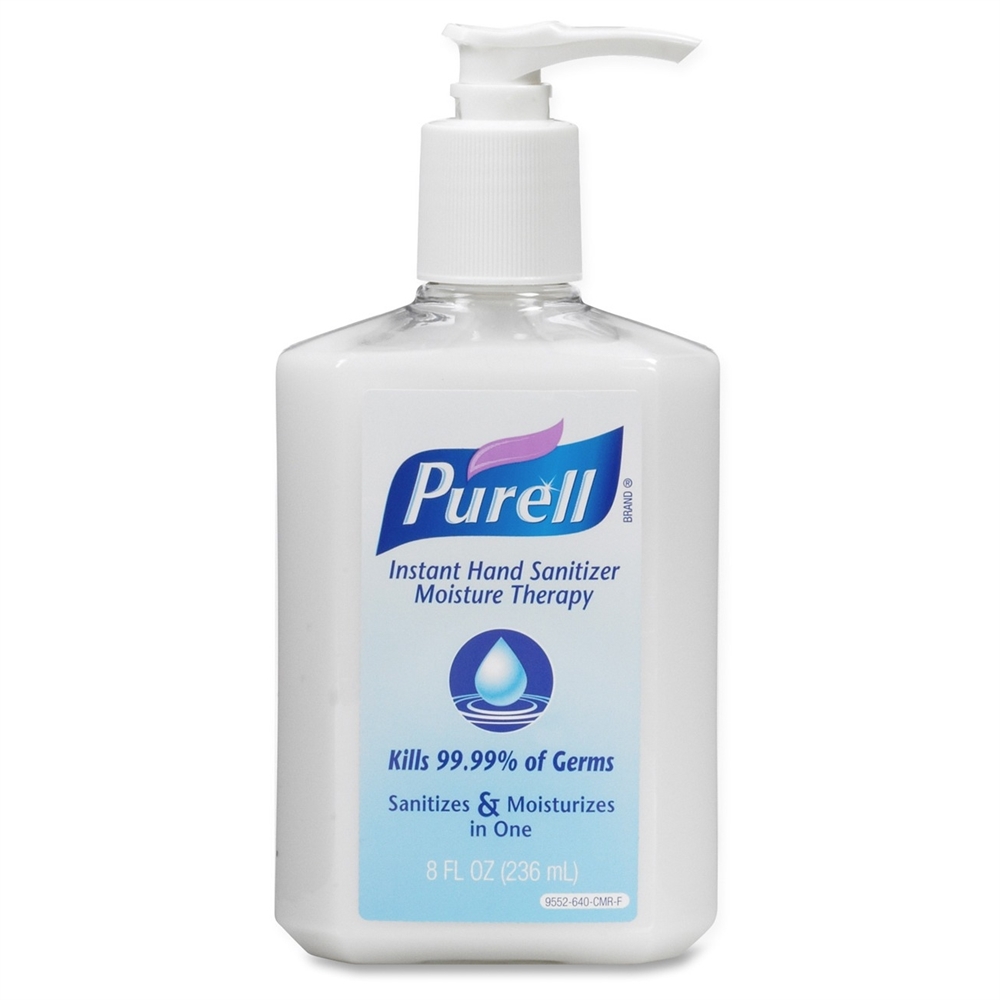 Purell
BRAND ®
Instant Hand Sanitizer
Moisture Therapy
Kills 99.99% of Germs
Sanitizes & Moisturizes
in One
8 FL OZ (236 mL)
9552-640-CMR-F